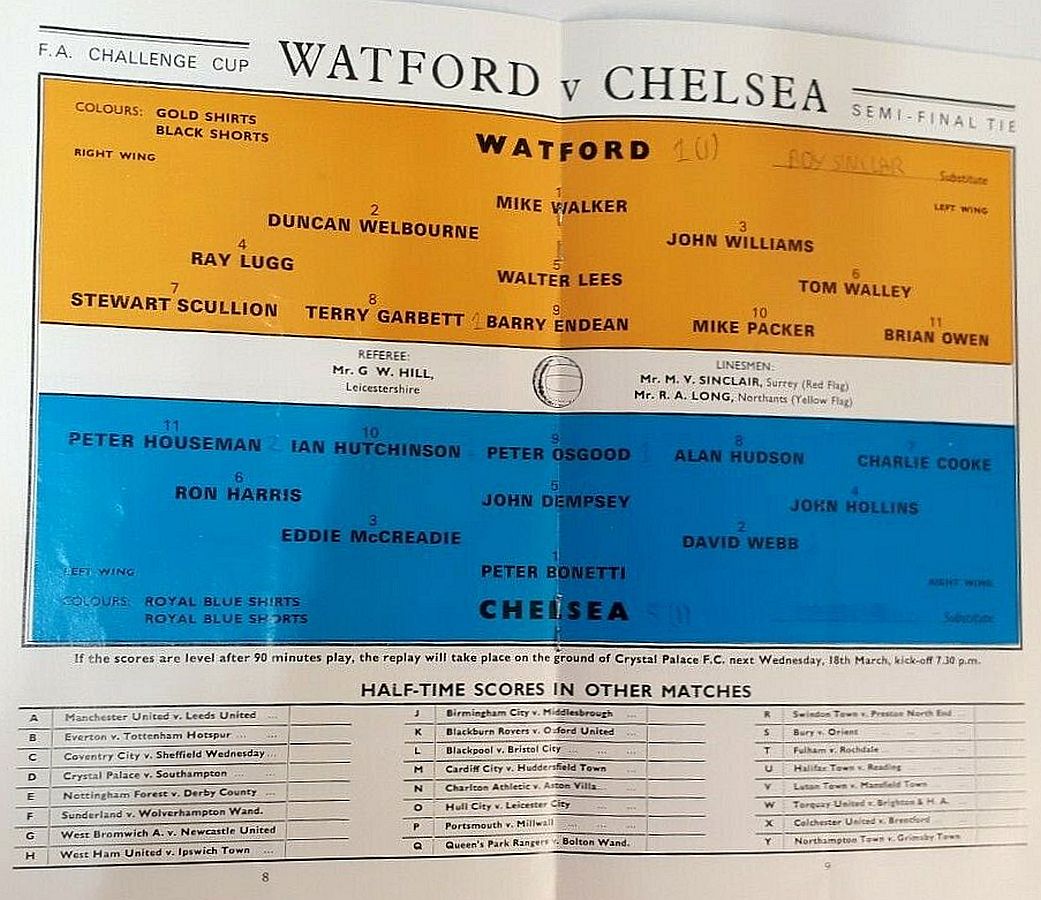 F.A. CHALLENGE CUP
WATFORD v CHELSEA
SEMI-FINAL TIE
COLOURS: GOLD SHIRTS
BLACK SHORTS
RIGHT WING
WATFORD 1 (1)
ROY SINCLAIR
Substitute
LEFT WING
1
MIKE WALKER
2
DUNCAN WELBOURNE
3
JOHN WILLIAMS
4
RAY LUGG
5
WALTER LEES
6
TOM WALLEY
7
STEWART SCULLION
8
TERRY GARBETT 1
9
BARRY ENDEAN
10
MIKE PACKER
11
BRIAN OWEN
REFEREE:
Mr. G W. HILL,
Leicestershire
LINESMEN:
Mr. M. V. SINCLAIR, Surrey (Red Flag)
Mr. R. A. LONG, Northants (Yellow Flag)
11
PETER HOUSEMAN 2
10
IAN HUTCHINSON
9
PETER OSGOOD 1
8
ALAN HUDSON
7
CHARLIE COOKE
6
RON HARRIS
5
JOHN DEMPSEY
4
JOHN HOLLINS
3
EDDIE McCREADIE
2
DAVID WEBB
1
PETER BONETTI
LEFT WING
RIGHT WING
COLOURS: ROYAL BLUE SHIRTS
ROYAL BLUE SHORTS
CHELSEA 5 (1)
Substitute
If the scores are level after 90 minutes play, the replay will take place on the ground of Crystal Palace F.C. next Wednesday, 18th March, kick-off 7.30 p.m.
HALF-TIME SCORES IN OTHER MATCHES
A Manchester United v. Leeds United ...
B Everton v. Tottenham Hotspur ... ...
C Coventry City v. Sheffield Wednesday ...
D Crystal Palace v. Southampton ... ...
E Nottingham Forest v. Derby County ...
F Sunderland v. Wolverhampton Wand.
G West Bromwich A. v. Newcastle United
H West Ham United v. Ipswich Town ...
J Birmingham City v. Middlesbrough ...
K Blackburn Rovers v. Oxford United ...
L Blackpool v. Bristol City ... ... ...
M Cardiff City v. Huddersfield Town ...
N Charlton Athletic v. Aston Villa ...
O Hull City v. Leicester City ... ...
P Portsmouth v. Millwall ... ... ...
Q Queen's Park Rangers v. Bolton Wand.
R Swindon Town v. Preston North End
S Bury v. Orient
T Fulham v. Rochdale ...
U Halifax Town v. Reading
V Luton Town v. Mansfield Town
W Torquay United v. Brighton & H. A.
X Colchester United v. Brentford ...
Y Northampton Town v. Grimsby Town
8
9